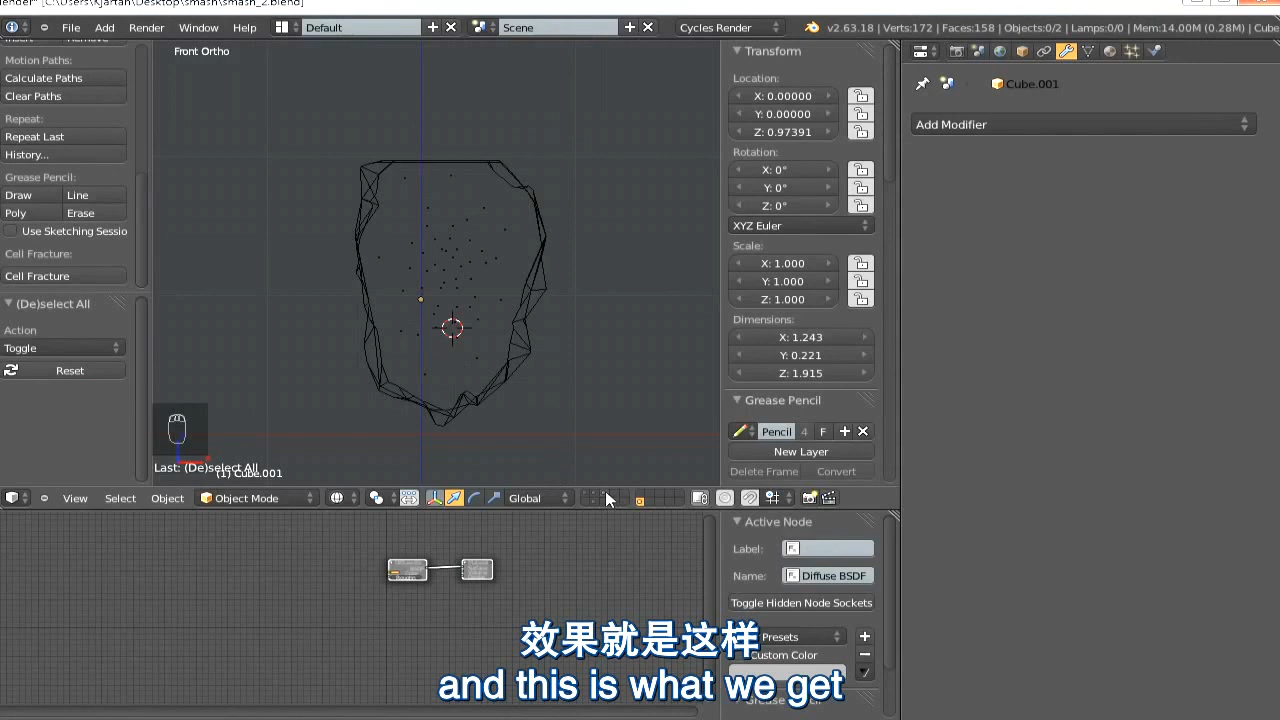 ender* [C:\Users\Kjartan\Desktop\smash\smash_2.blend]
File Render Window Help Default Scene Cycles Render v2.63.18 | Verts:172 | Faces:158 | Objects:0/2 | Lamps:0/0 | Mem:14.00M (0.28M) | Cube
Motion Paths:
Calculate Paths
Clear Paths
Repeat:
Repeat Last
History...
Grease Pencil:
Draw Line
Poly Erase
Use Sketching Sessio
Cell Fracture:
Cell Fracture
(De)select All
Action
Toggle
Reset
Front Ortho
Last: (De)select All
(1) Cube.001
Transform
Location:
X: 0.00000
Y: 0.00000
Z: 0.97391
Rotation:
X: 0°
Y: 0°
Z: 0°
XYZ Euler
Scale:
X: 1.000
Y: 1.000
Z: 1.000
Dimensions:
X: 1.243
Y: 0.221
Z: 1.915
Grease Pencil
Pencil 4 F
New Layer
Delete Frame Convert
Cube.001
Add Modifier
View Select Object Object Mode Global
Active Node
Label:
Name: Diffuse BSDF
Toggle Hidden Node Sockets
Presets
Custom Color
效果就是这样
and this is what we get